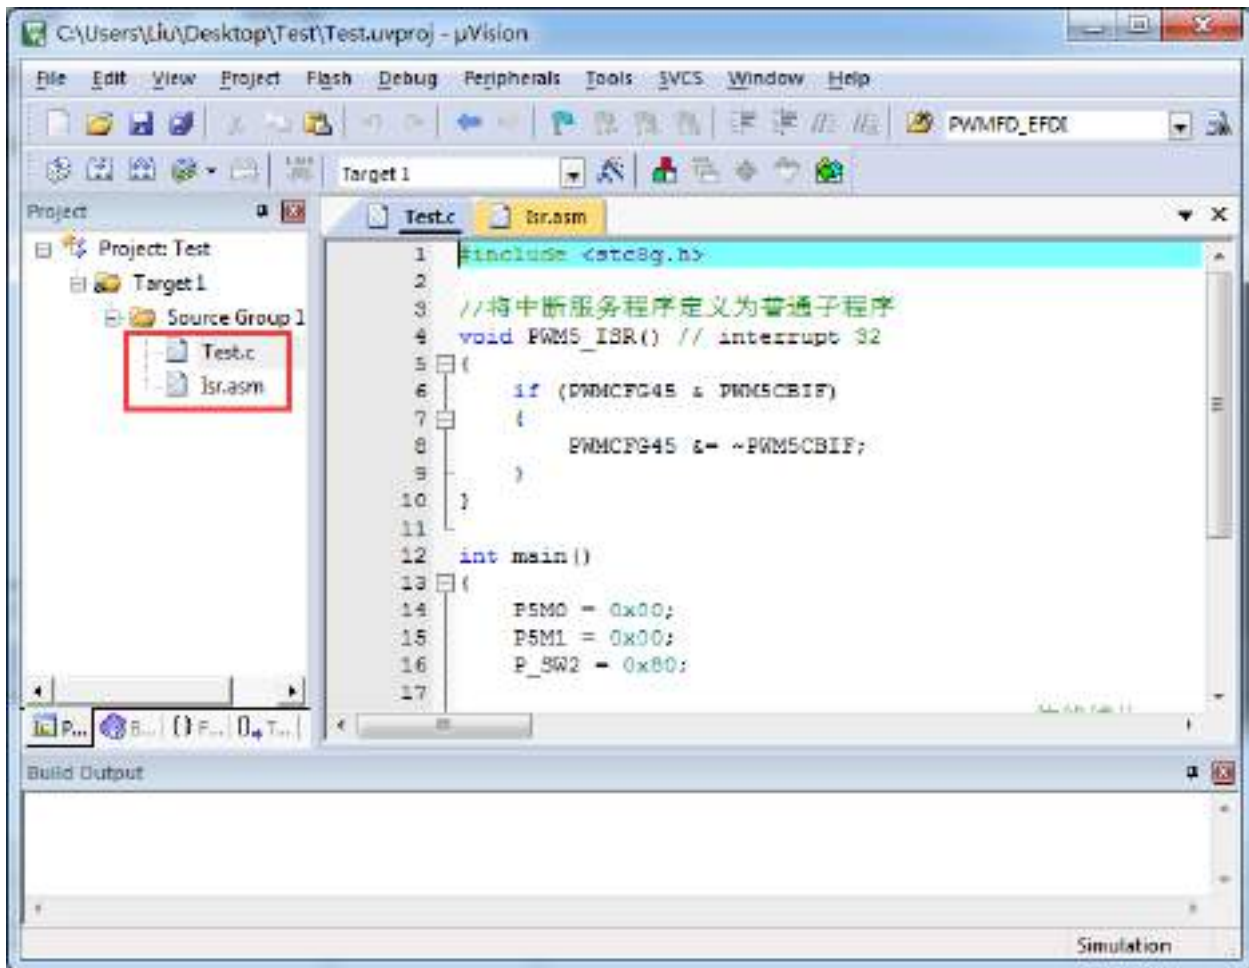 C:\Users\Liu\Desktop\Test\Test.uvproj - µVision
File Edit View Project Flash Debug Peripherals Tools SVCS Window Help
PWMFD_EFDI
Target 1
Project
Test.c Isr.asm
Project: Test
Target 1
Source Group 1
Test.c
Isr.asm
1 #include <stc8g.h>
2
3 //将中断服务程序定义为普通子程序
4 void PWM5_ISR() // interrupt 32
5 {
6 if (PWMCFG45 & PWM5CBIF)
7 {
8 PWMCFG45 &= ~PWM5CBIF;
9 }
10 }
11
12 int main()
13 {
14 P5M0 = 0x00;
15 P5M1 = 0x00;
16 P_SW2 = 0x80;
17
P... B... {} F... 0 T...
Build Output
Simulation